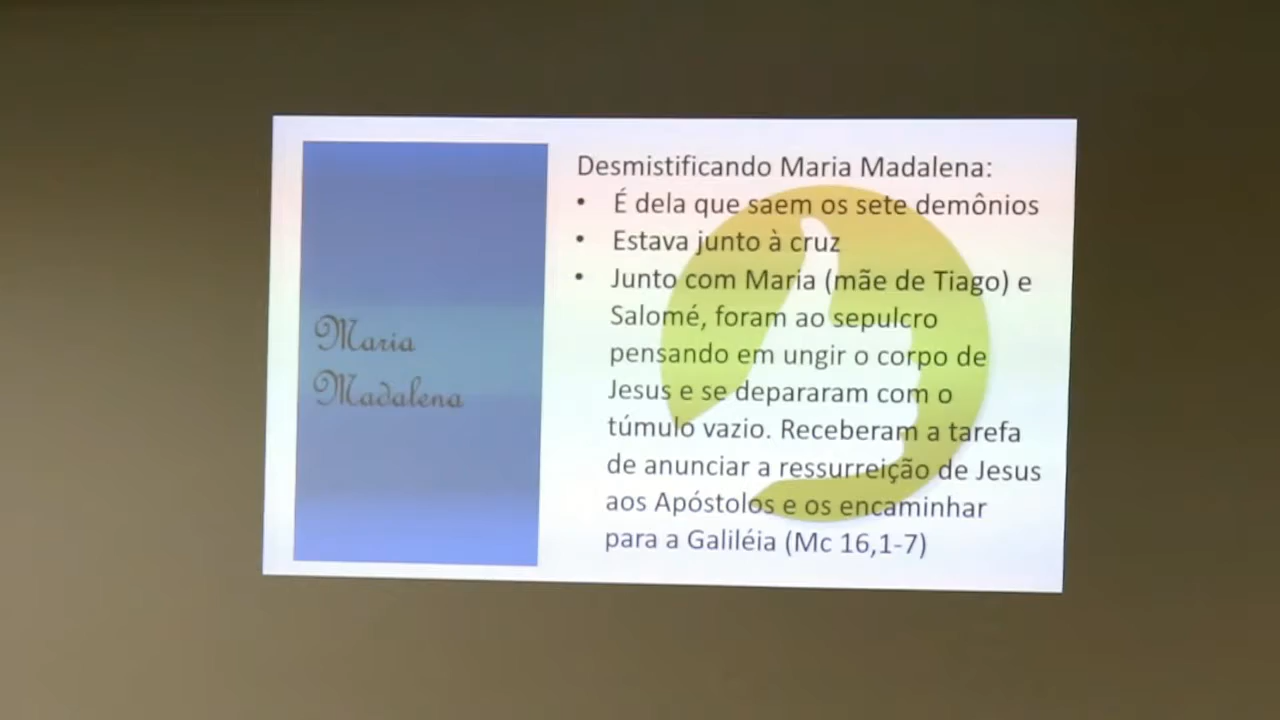 Maria
Madalena
Desmistificando Maria Madalena:
• É dela que saem os sete demônios
• Estava junto à cruz
• Junto com Maria (mãe de Tiago) e
Salomé, foram ao sepulcro
pensando em ungir o corpo de
Jesus e se depararam com o
túmulo vazio. Receberam a tarefa
de anunciar a ressurreição de Jesus
aos Apóstolos e os encaminhar
para a Galiléia (Mc 16,1-7)